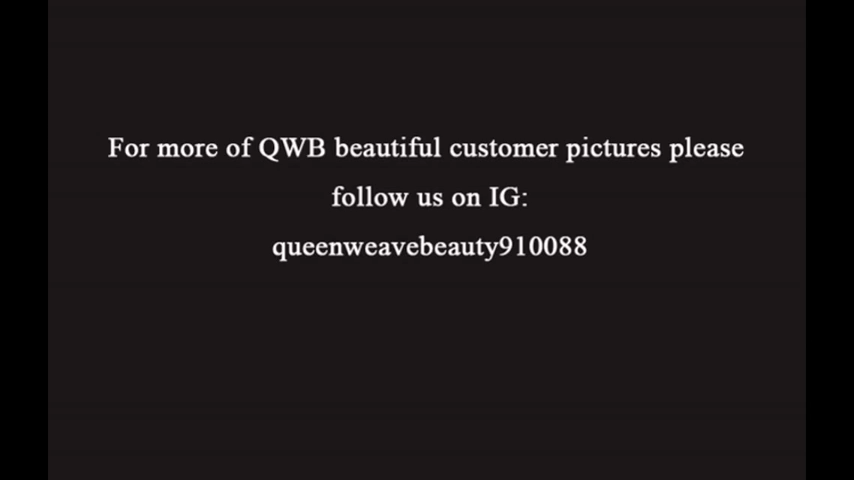 For more of QWB beautiful customer pictures please
follow us on IG:
queenweavebeauty910088